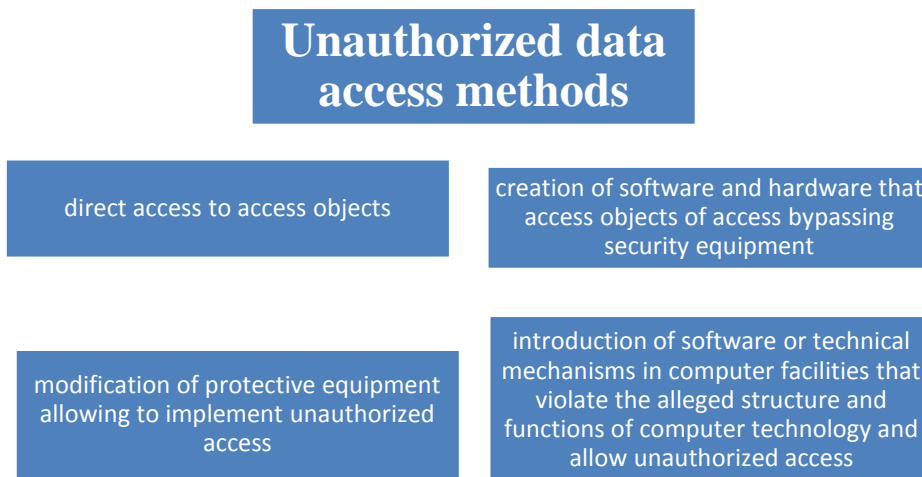 Unauthorized data
access methods
direct access to access objects
creation of software and hardware that
access objects of access bypassing
security equipment
modification of protective equipment
allowing to implement unauthorized
access
introduction of software or technical
mechanisms in computer facilities that
violate the alleged structure and
functions of computer technology and
allow unauthorized access